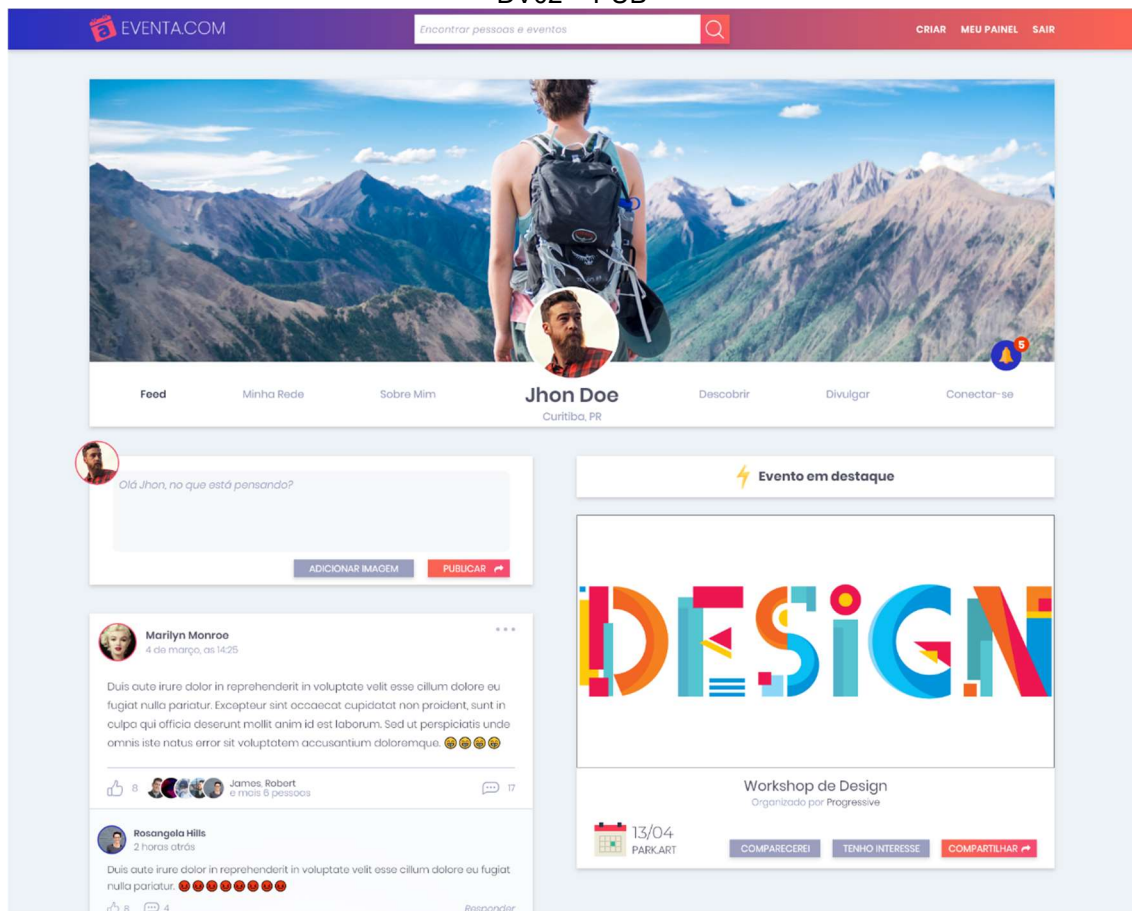 EVENTA.COM
Encontrar pessoas e eventos
CRIAR MEU PAINEL SAIR
5
Feed
Minha Rede
Sobre Mim
Jhon Doe
Curitiba, PR
Descobrir
Divulgar
Conectar-se
Olá Jhon, no que está pensando?
ADICIONAR IMAGEM
PUBLICAR
Marilyn Monroe
4 de março, as 14:25
Duis aute irure dolor in reprehenderit in voluptate velit esse cillum dolore eu
fugiat nulla pariatur. Excepteur sint occaecat cupidatat non proident, sunt in
culpa qui officia deserunt mollit anim id est laborum. Sed ut perspiciatis unde
omnis iste natus error sit voluptatem accusantium doloremque.
8
James, Robert
e mais 6 pessoas
17
Rosangela Hills
2 horas atrás
Duis aute irure dolor in reprehenderit in voluptate velit esse cillum dolore eu fugiat
nulla pariatur.
8 4
Responder
Evento em destaque
DESiGN
Workshop de Design
Organizado por Progressive
13/04
PARK.ART
COMPARECEREI
TENHO INTERESSE
COMPARTILHAR